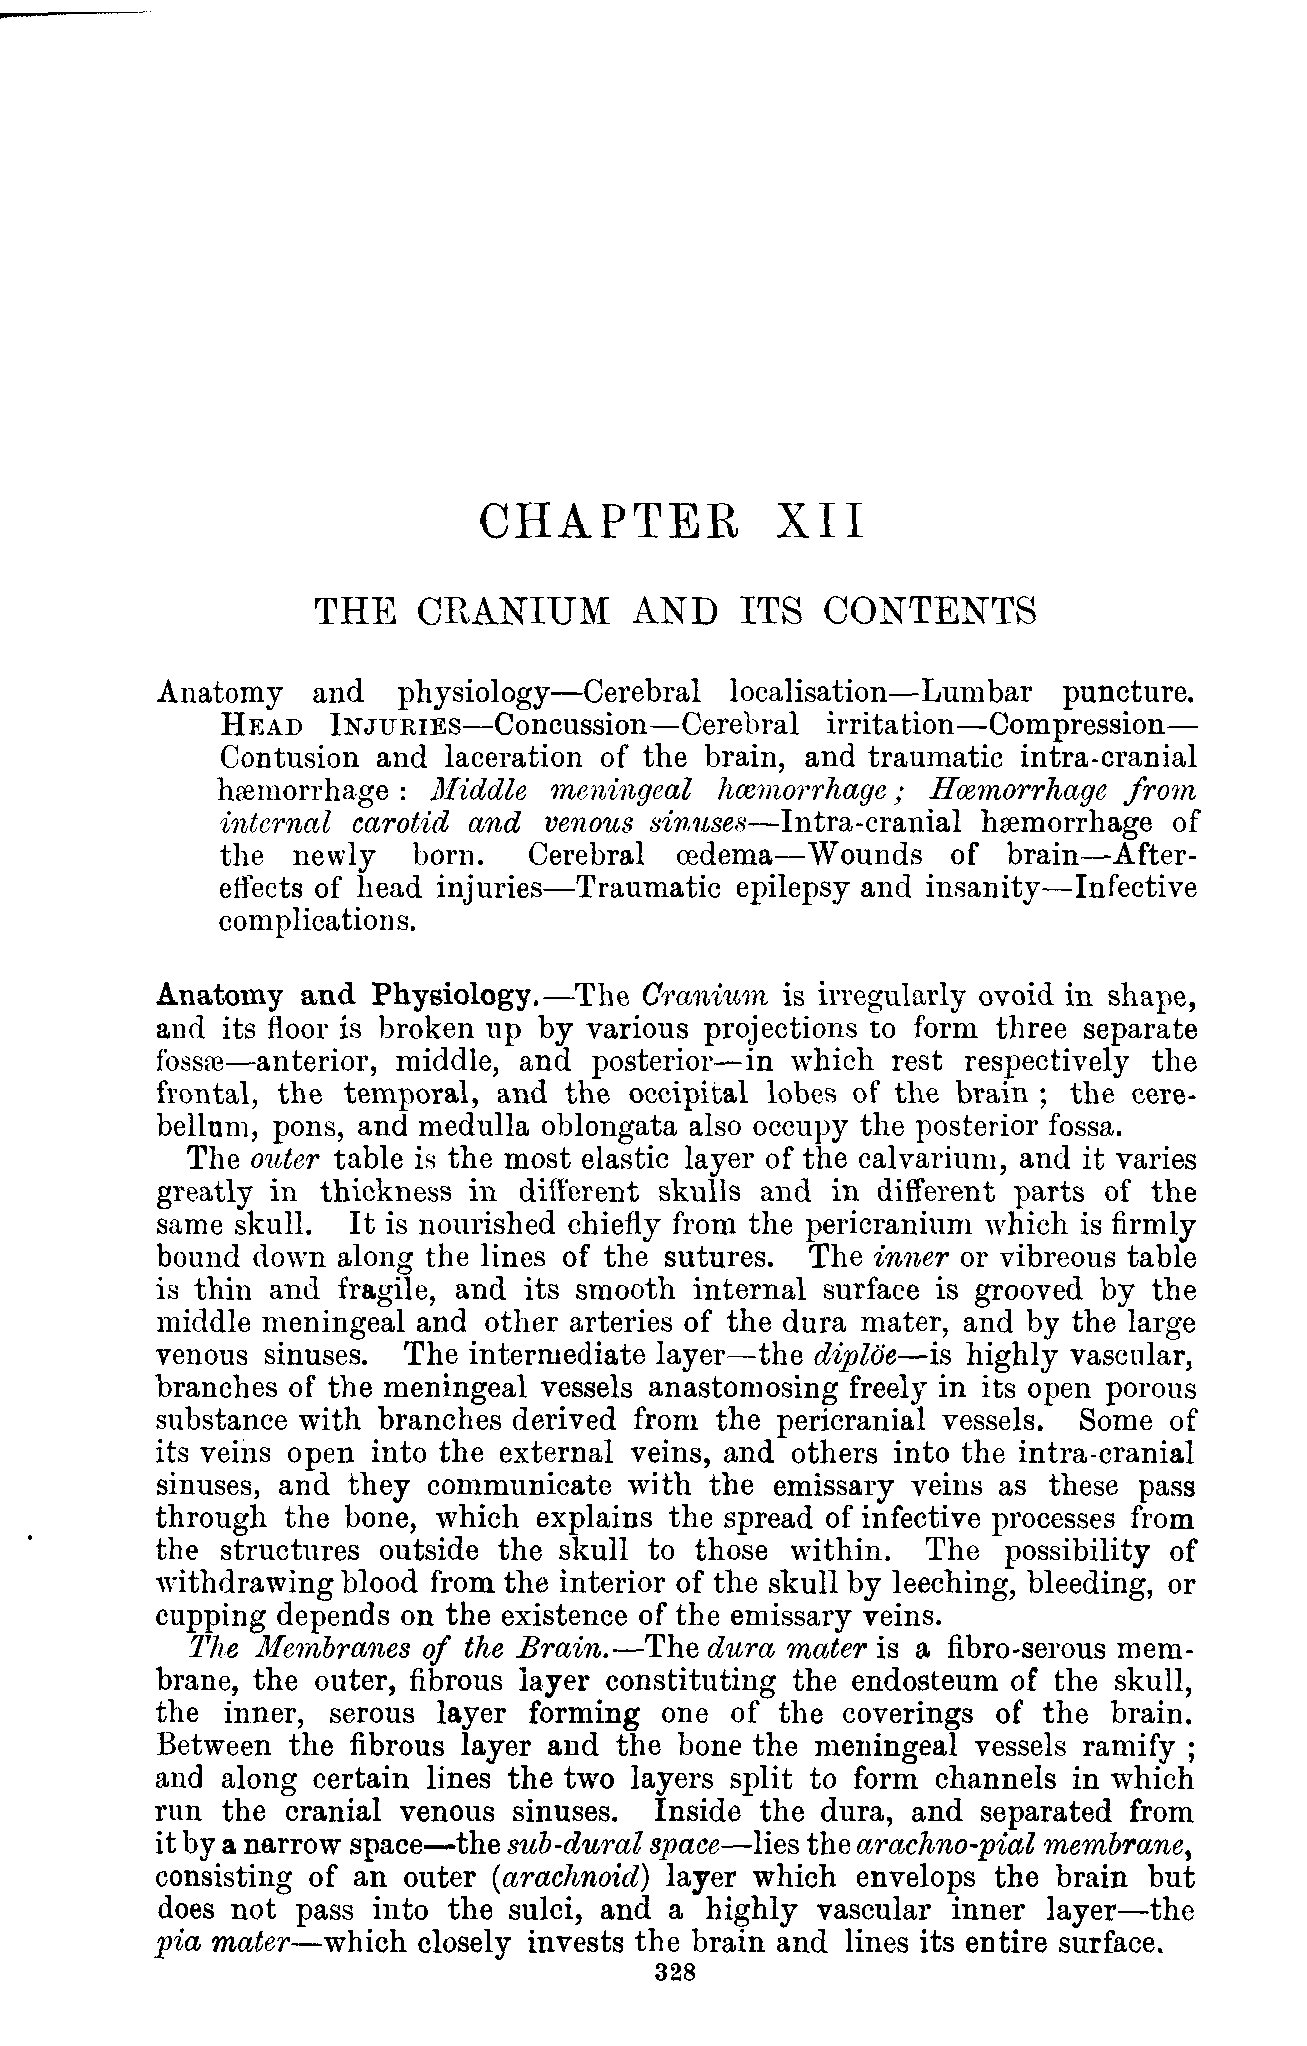 CHAPTER XII
THE CRANIUM AND ITS CONTENTS
Anatomy and physiology—Cerebral localisation—Lumbar puncture.
HEAD INJURIES—Concussion—Cerebral irritation—Compression—
Contusion and laceration of the brain, and traumatic intra-cranial
hæmorrhage : Middle meningeal hæmorrhage ; Hæmorrhage from
internal carotid and venous sinuses—Intra-cranial hæmorrhage of
the newly born. Cerebral œdema—Wounds of brain—After-
effects of head injuries—Traumatic epilepsy and insanity—Infective
complications.
Anatomy and Physiology.—The Cranium is irregularly ovoid in shape,
and its floor is broken up by various projections to form three separate
fossæ—anterior, middle, and posterior—in which rest respectively the
frontal, the temporal, and the occipital lobes of the brain ; the cere-
bellum, pons, and medulla oblongata also occupy the posterior fossa.
The outer table is the most elastic layer of the calvarium, and it varies
greatly in thickness in different skulls and in different parts of the
same skull. It is nourished chiefly from the pericranium which is firmly
bound down along the lines of the sutures. The inner or vibreous table
is thin and fragile, and its smooth internal surface is grooved by the
middle meningeal and other arteries of the dura mater, and by the large
venous sinuses. The intermediate layer—the diplöe—is highly vascular,
branches of the meningeal vessels anastomosing freely in its open porous
substance with branches derived from the pericranial vessels. Some of
its veins open into the external veins, and others into the intra-cranial
sinuses, and they communicate with the emissary veins as these pass
through the bone, which explains the spread of infective processes from
the structures outside the skull to those within. The possibility of
withdrawing blood from the interior of the skull by leeching, bleeding, or
cupping depends on the existence of the emissary veins.
The Membranes of the Brain.—The dura mater is a fibro-serous mem-
brane, the outer, fibrous layer constituting the endosteum of the skull,
the inner, serous layer forming one of the coverings of the brain.
Between the fibrous layer and the bone the meningeal vessels ramify ;
and along certain lines the two layers split to form channels in which
run the cranial venous sinuses. Inside the dura, and separated from
it by a narrow space—the sub-dural space—lies the arachno-pial membrane,
consisting of an outer (arachnoid) layer which envelops the brain but
does not pass into the sulci, and a highly vascular inner layer—the
pia mater—which closely invests the brain and lines its entire surface.
328